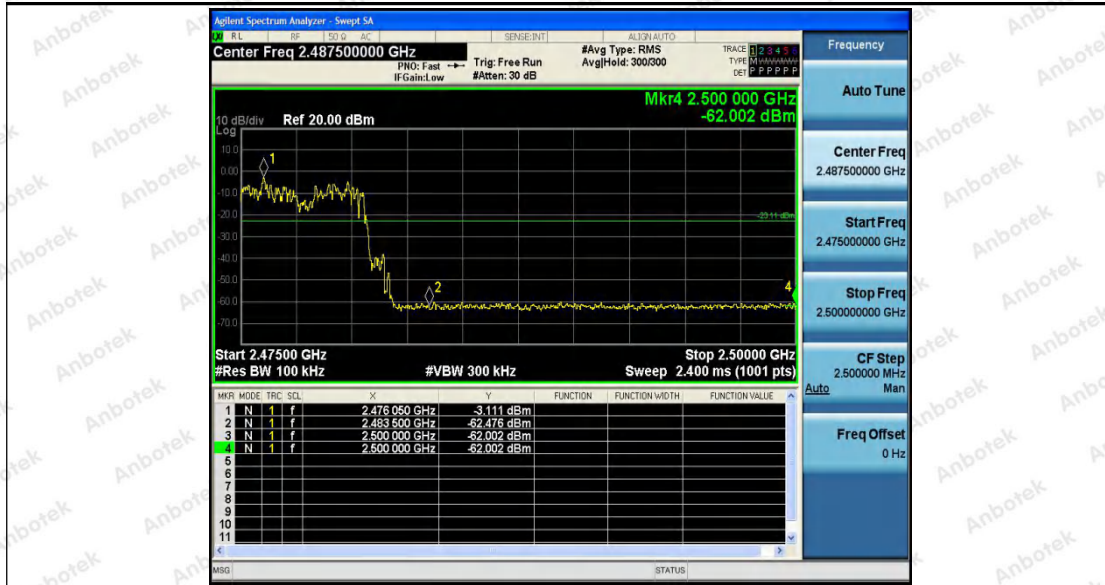 Agilent Spectrum Analyzer - Swept SA
RL RF 50 Ω AC SENSE:INT ALIGN AUTO
Center Freq 2.487500000 GHz
PNO: Fast
IFGain:Low
Trig: Free Run
#Atten: 30 dB
#Avg Type: RMS
Avg|Hold: 300/300
TRACE 1 2 3 4 5 6
TYPE M
DET P P P P P P
Mkr4 2.500 000 GHz
-62.002 dBm
10 dB/div Ref 20.00 dBm
Log
10.0
0.00
-10.0
-20.0
-30.0
-40.0
-50.0
-60.0
-70.0
1
-23.11 dBm
2
4
Start 2.47500 GHz Stop 2.50000 GHz
#Res BW 100 kHz #VBW 300 kHz Sweep 2.400 ms (1001 pts)
MKR MODE TRC SCL X Y FUNCTION FUNCTION WIDTH FUNCTION VALUE
1 N 1 f 2.476 050 GHz -3.111 dBm
2 N 1 f 2.483 500 GHz -62.476 dBm
3 N 1 f 2.500 000 GHz -62.002 dBm
4 N 1 f 2.500 000 GHz -62.002 dBm
5
6
7
8
9
10
11
MSG STATUS
Frequency
Auto Tune
Center Freq
2.487500000 GHz
Start Freq
2.475000000 GHz
Stop Freq
2.500000000 GHz
CF Step
2.500000 MHz
Auto Man
Freq Offset
0 Hz
Anbotek